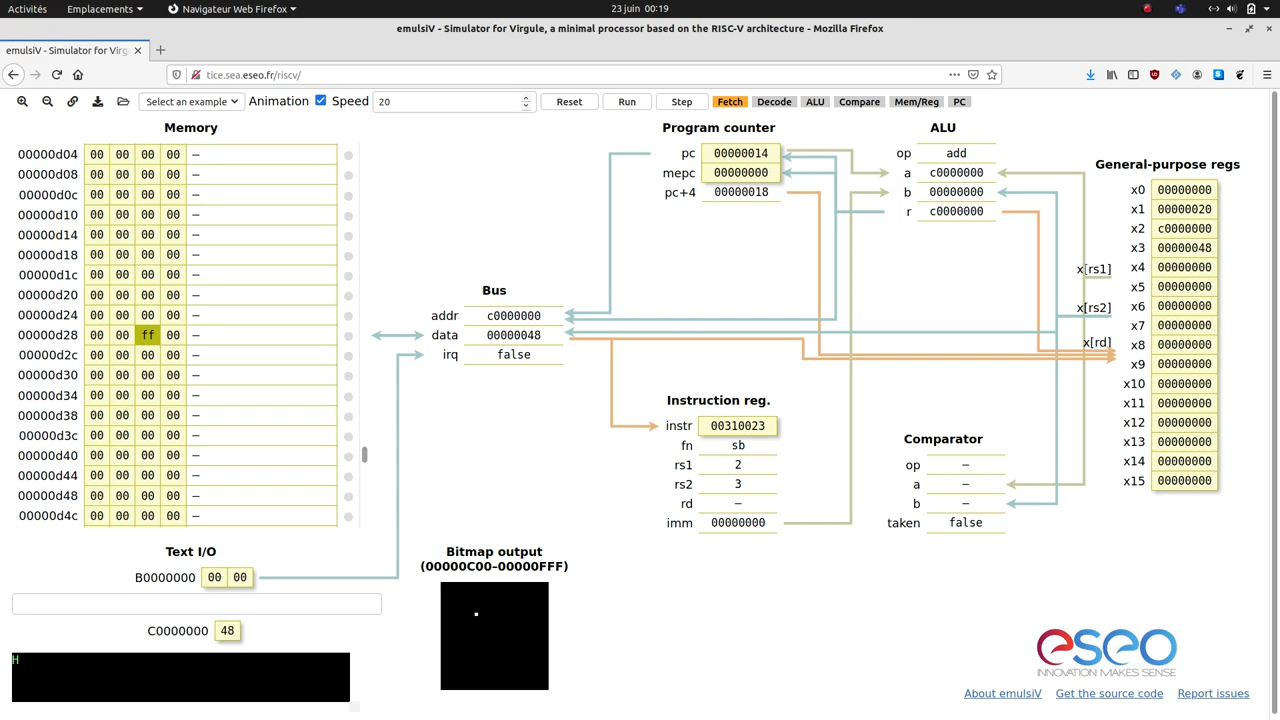 Activités Emplacements Navigateur Web Firefox 23 juin 00:19
emulsiV - Simulator for Virgule, a minimal processor based on the RISC-V architecture - Mozilla Firefox
emulsiV - Simulator for Virgu
tice.sea.eseo.fr/riscv/
Select an example Animation Speed 20 Reset Run Step Fetch Decode ALU Compare Mem/Reg PC
Memory
00000d04 00 00 00 00 –
00000d08 00 00 00 00 –
00000d0c 00 00 00 00 –
00000d10 00 00 00 00 –
00000d14 00 00 00 00 –
00000d18 00 00 00 00 –
00000d1c 00 00 00 00 –
00000d20 00 00 00 00 –
00000d24 00 00 00 00 –
00000d28 00 00 ff 00 –
00000d2c 00 00 00 00 –
00000d30 00 00 00 00 –
00000d34 00 00 00 00 –
00000d38 00 00 00 00 –
00000d3c 00 00 00 00 –
00000d40 00 00 00 00 –
00000d44 00 00 00 00 –
00000d48 00 00 00 00 –
00000d4c 00 00 00 00 –
Text I/O
B0000000 00 00
C0000000 48
H
Bus
addr c0000000
data 00000048
irq false
Bitmap output
(00000C00–00000FFF)
Program counter
pc 00000014
mepc 00000000
pc+4 00000018
Instruction reg.
instr 00310023
fn sb
rs1 2
rs2 3
rd –
imm 00000000
ALU
op add
a c0000000
b 00000000
r c0000000
Comparator
op –
a –
b –
taken false
x[rs1]
x[rs2]
x[rd]
General-purpose regs
x0 00000000
x1 00000020
x2 c0000000
x3 00000048
x4 00000000
x5 00000000
x6 00000000
x7 00000000
x8 00000000
x9 00000000
x10 00000000
x11 00000000
x12 00000000
x13 00000000
x14 00000000
x15 00000000
eseo
INNOVATION MAKES SENSE
About emulsiV Get the source code Report issues